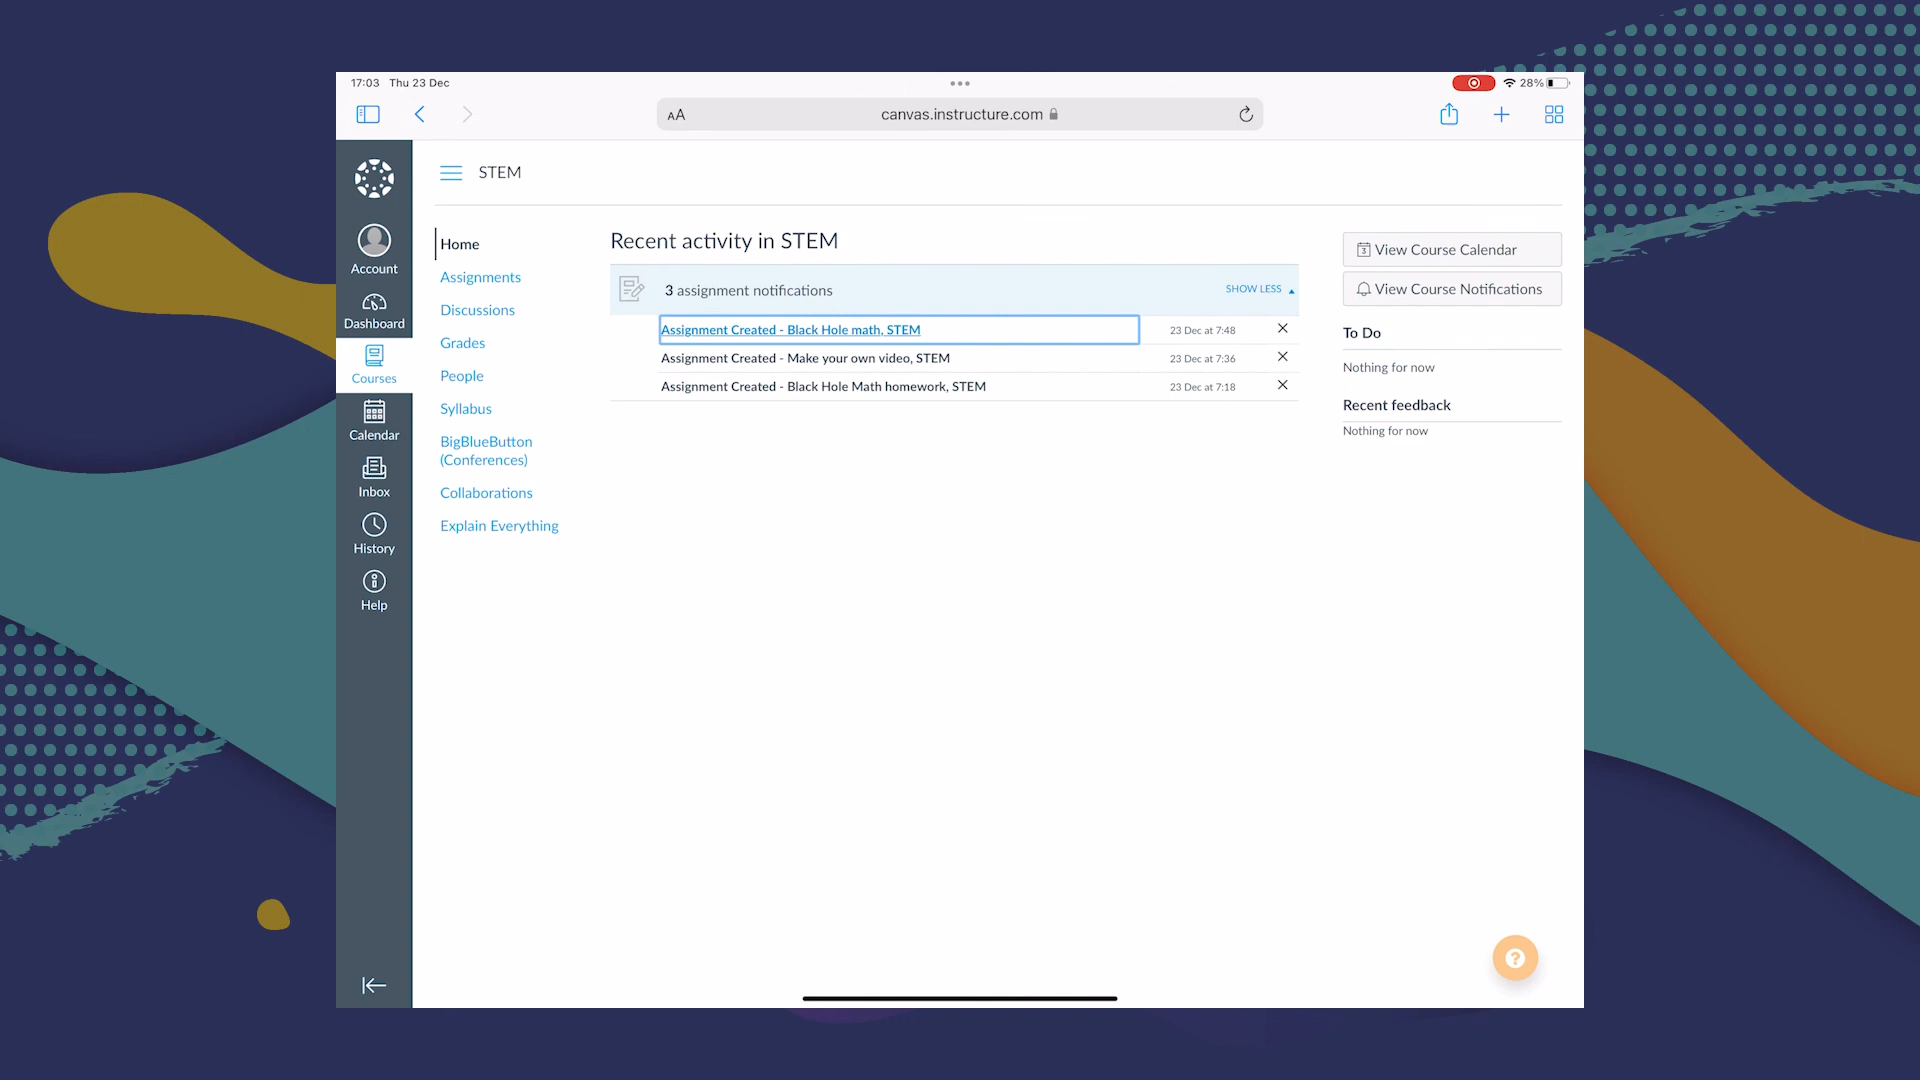 17:03 Thu 23 Dec
28%
AA
canvas.instructure.com
STEM
Account
Dashboard
Courses
Calendar
Inbox
History
Help
Home
Assignments
Discussions
Grades
People
Syllabus
BigBlueButton
(Conferences)
Collaborations
Explain Everything
Recent activity in STEM
3 assignment notifications
SHOW LESS
Assignment Created - Black Hole math, STEM
23 Dec at 7:48
Assignment Created - Make your own video, STEM
23 Dec at 7:36
Assignment Created - Black Hole Math homework, STEM
23 Dec at 7:18
View Course Calendar
View Course Notifications
To Do
Nothing for now
Recent feedback
Nothing for now
?